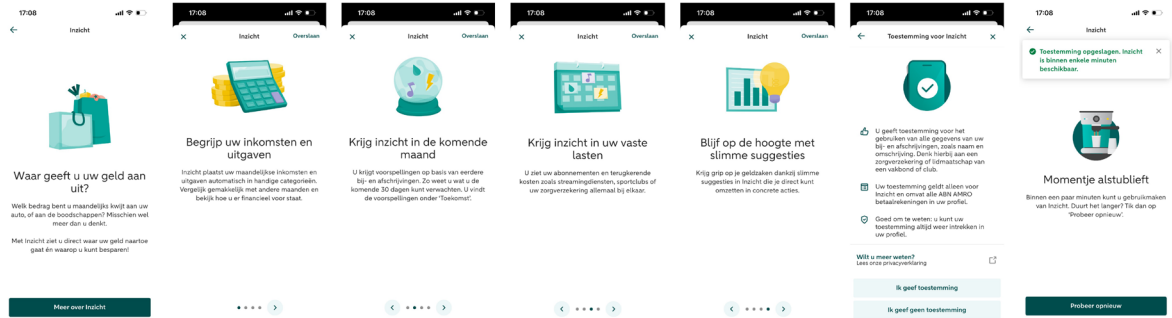 17:08
Inzicht
Waar geeft u uw geld aan
uit?
Welk bedrag bent u maandelijks kwijt aan uw
auto, of aan de boodschappen? Misschien wel
meer dan u denkt.
Met Inzicht ziet u direct waar uw geld naartoe
gaat én waarop u kunt besparen!
Meer over Inzicht
17:08
Inzicht
Overslaan
Begrijp uw inkomsten en
uitgaven
Inzicht plaatst uw maandelijkse inkomsten en
uitgaven automatisch in handige categorieën.
Vergelijk gemakkelijk met andere maanden en
bekijk hoe u er financieel voor staat.
17:08
Inzicht
Overslaan
Krijg inzicht in de komende
maand
U krijgt voorspellingen op basis van eerdere
bij- en afschrijvingen. Zo weet u wat u de
komende 30 dagen kunt verwachten. U vindt
de voorspellingen onder 'Toekomst'.
17:08
Inzicht
Overslaan
Krijg inzicht in uw vaste
lasten
U ziet uw abonnementen en terugkerende
kosten zoals streamingdiensten, sportclubs of
uw zorgverzekering allemaal bij elkaar.
17:08
Inzicht
Overslaan
Blijf op de hoogte met
slimme suggesties
Krijg grip op je geldzaken dankzij slimme
suggesties in Inzicht die je direct kunt
omzetten in concrete acties.
17:08
Toestemming voor Inzicht
U geeft toestemming voor het
gebruiken van alle gegevens van uw
bij- en afschrijvingen, zoals naam en
omschrijving. Denk hierbij aan een
zorgverzekering of lidmaatschap van
een vakbond of club.
Uw toestemming geldt alleen voor
Inzicht en omvat alle ABN AMRO
betaalrekeningen in uw profiel.
Goed om te weten: u kunt uw
toestemming altijd weer intrekken in
uw profiel.
Wilt u meer weten?
Lees onze privacyverklaring
Ik geef toestemming
Ik geef geen toestemming
17:08
Inzicht
Toestemming opgeslagen. Inzicht
is binnen enkele minuten
beschikbaar.
Momentje alstublieft
Binnen een paar minuten kunt u gebruikmaken
van Inzicht. Duurt het langer? Tik dan op
'Probeer opnieuw'.
Probeer opnieuw